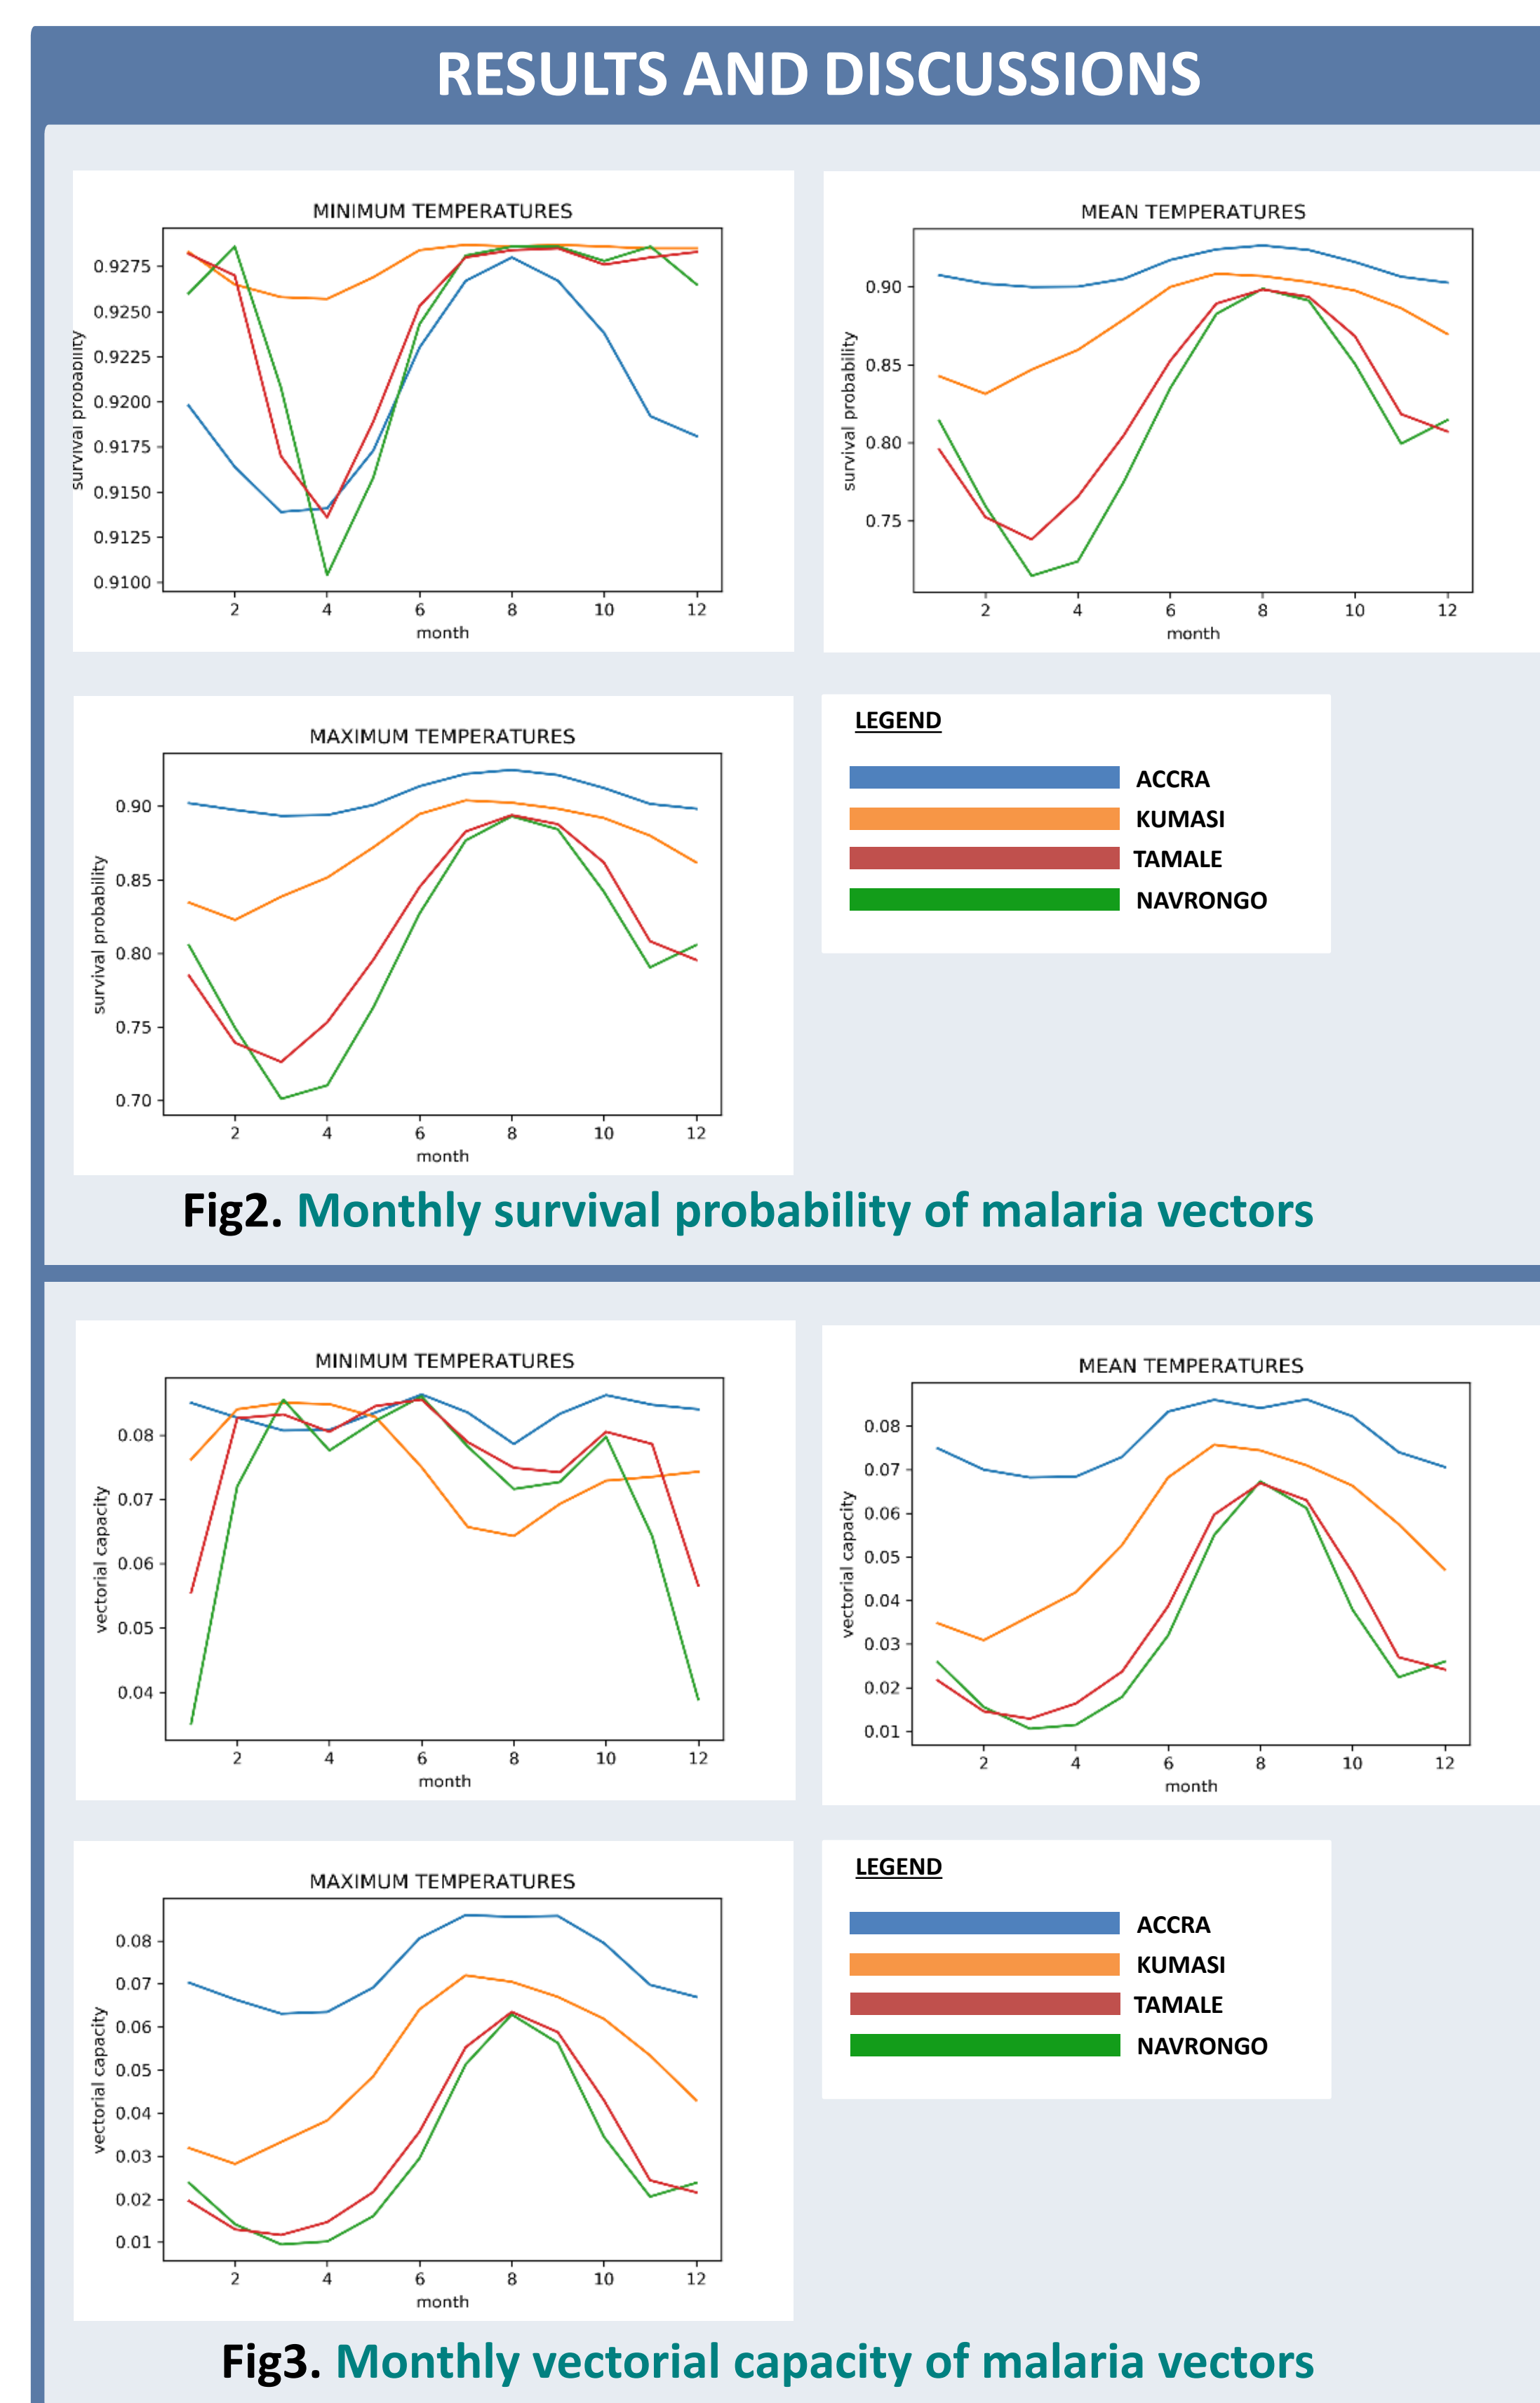 RESULTS AND DISCUSSIONS
MINIMUM TEMPERATURES
0.9275
0.9250
0.9225
0.9200
0.9175
0.9150
0.9125
0.9100
survival probability
2 4 6 8 10 12
month
MEAN TEMPERATURES
0.90
0.85
0.80
0.75
survival probability
2 4 6 8 10 12
month
MAXIMUM TEMPERATURES
0.90
0.85
0.80
0.75
0.70
survival probability
2 4 6 8 10 12
month
LEGEND
ACCRA
KUMASI
TAMALE
NAVRONGO
Fig2. Monthly survival probability of malaria vectors
MINIMUM TEMPERATURES
0.08
0.07
0.06
0.05
0.04
vectorial capacity
2 4 6 8 10 12
month
MEAN TEMPERATURES
0.08
0.07
0.06
0.05
0.04
0.03
0.02
0.01
vectorial capacity
2 4 6 8 10 12
month
MAXIMUM TEMPERATURES
0.08
0.07
0.06
0.05
0.04
0.03
0.02
0.01
vectorial capacity
2 4 6 8 10 12
month
LEGEND
ACCRA
KUMASI
TAMALE
NAVRONGO
Fig3. Monthly vectorial capacity of malaria vectors